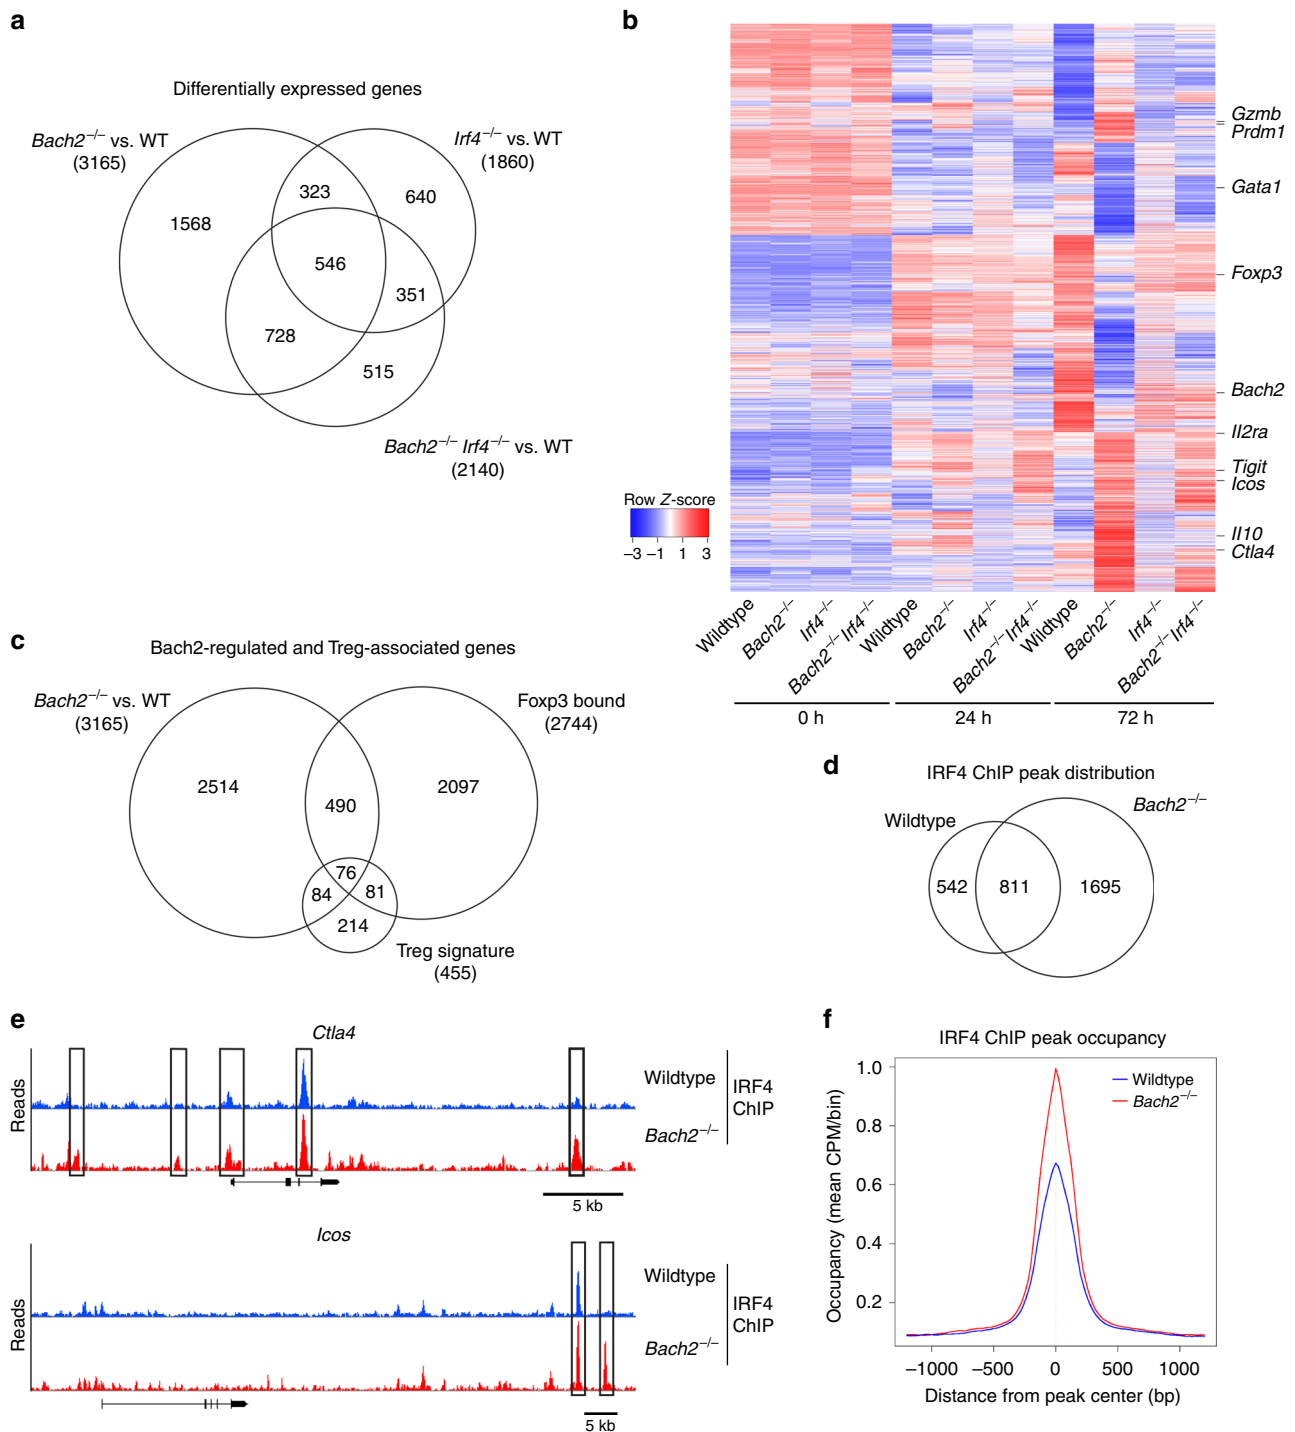 a
Differentially expressed genes
Bach2−/− vs. WT
(3165)
Irf4−/− vs. WT
(1860)
323
640
1568
546
351
728
515
Bach2−/− Irf4−/− vs. WT
(2140)
b
Gzmb
Prdm1
Gata1
Foxp3
Bach2
Il2ra
Tigit
Icos
Il10
Ctla4
Row Z-score
−3 −1 1 3
Wildtype
Bach2−/−
Irf4−/−
Bach2−/− Irf4−/−
Wildtype
Bach2−/−
Irf4−/−
Bach2−/− Irf4−/−
Wildtype
Bach2−/−
Irf4−/−
Bach2−/− Irf4−/−
0 h
24 h
72 h
c
Bach2-regulated and Treg-associated genes
Bach2−/− vs. WT
(3165)
Foxp3 bound
(2744)
2514
490
2097
76
84
81
214
Treg signature
(455)
d
IRF4 ChIP peak distribution
Wildtype
Bach2−/−
542
811
1695
e
Ctla4
Reads
Wildtype
Bach2−/−
IRF4
ChIP
5 kb
Icos
Reads
Wildtype
Bach2−/−
IRF4
ChIP
5 kb
f
IRF4 ChIP peak occupancy
Wildtype
Bach2−/−
Occupancy (mean CPM/bin)
1.0
0.8
0.6
0.4
0.2
−1000 −500 0 500 1000
Distance from peak center (bp)